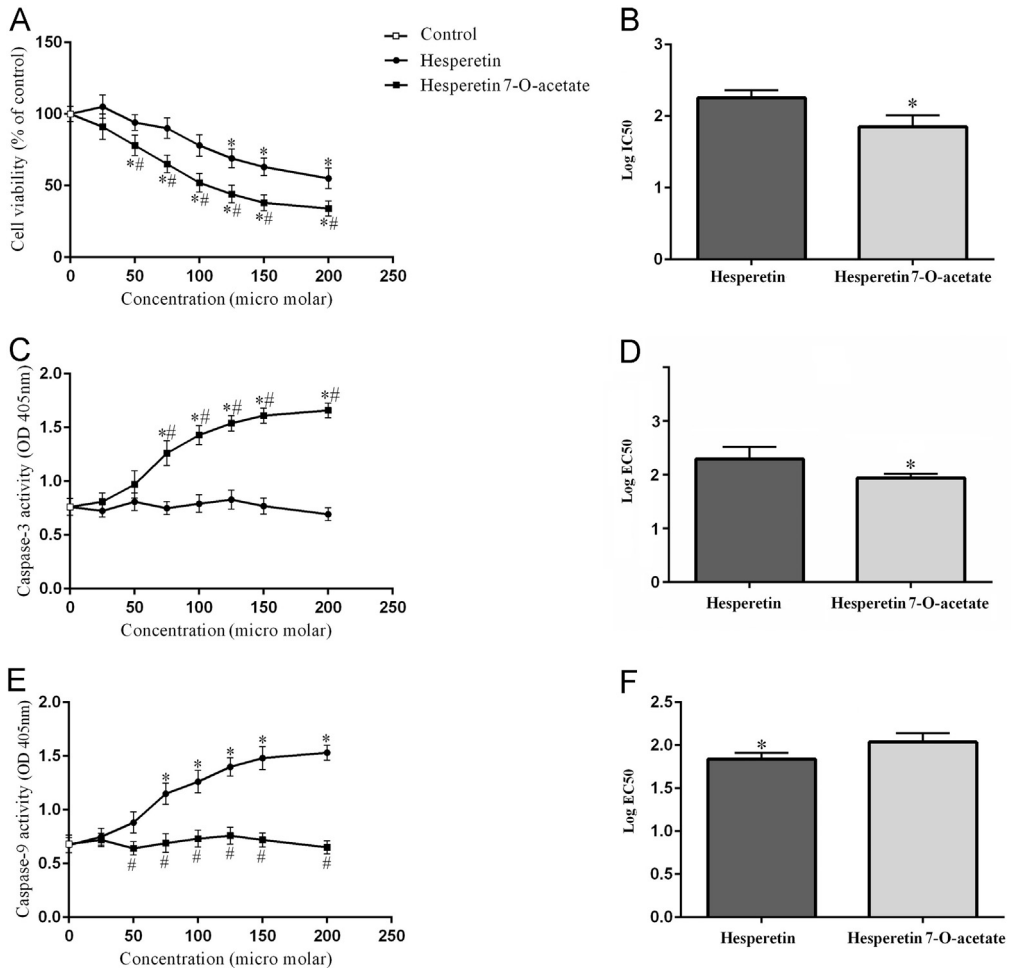 A
Cell viability (% of control)
150
100
50
0
0 50 100 150 200 250
Concentration (micro molar)
* * *
*# *# *# *# *# *#
Control
Hesperetin
Hesperetin 7-O-acetate
B
Log IC50
3
2
1
0
*
Hesperetin Hesperetin 7-O-acetate
C
Caspase-3 activity (OD 405nm)
2.0
1.5
1.0
0.5
0.0
*# *# *# *# *#
0 50 100 150 200 250
Concentration (micro molar)
D
Log EC50
3
2
1
0
*
Hesperetin Hesperetin 7-O-acetate
E
Caspase-9 activity (OD 405nm)
2.0
1.5
1.0
0.5
0.0
* * * * *
# # # # # #
0 50 100 150 200 250
Concentration (micro molar)
F
Log EC50
2.5
2.0
1.5
1.0
0.5
0.0
*
Hesperetin Hesperetin 7-O-acetate